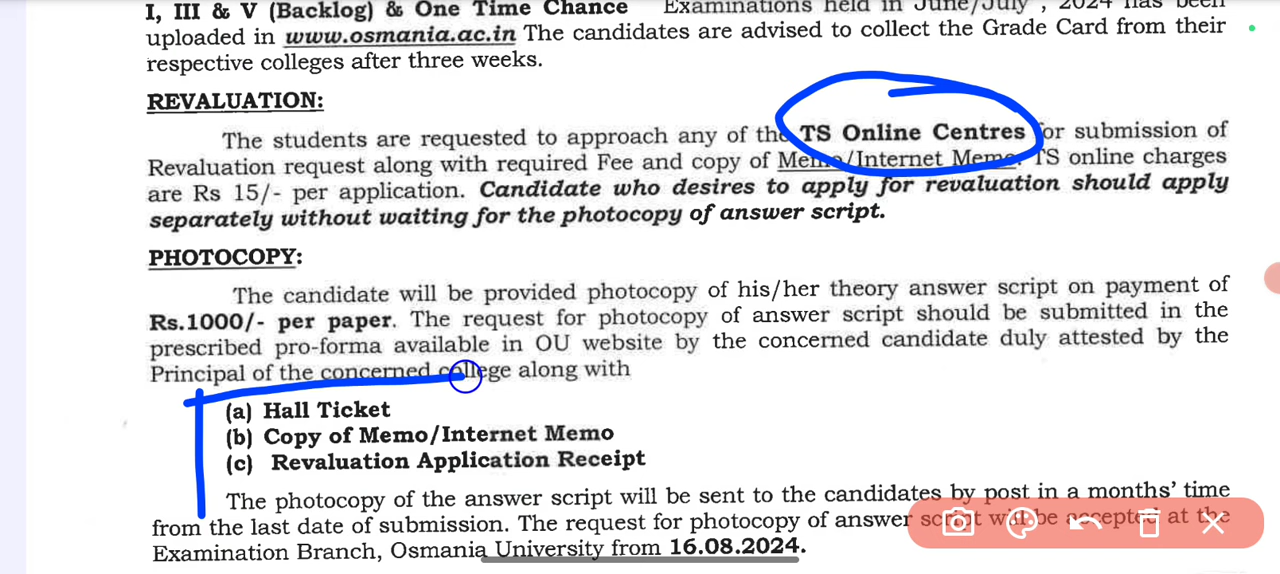 I, III & V (Backlog) & One Time Chance Examinations held in June/July , 2024 has been
uploaded in www.osmania.ac.in The candidates are advised to collect the Grade Card from their
respective colleges after three weeks.
REVALUATION:
The students are requested to approach any of the TS Online Centres for submission of
Revaluation request along with required Fee and copy of Memo/Internet Memo. TS online charges
are Rs 15/- per application. Candidate who desires to apply for revaluation should apply
separately without waiting for the photocopy of answer script.
PHOTOCOPY:
The candidate will be provided photocopy of his/her theory answer script on payment of
Rs.1000/- per paper. The request for photocopy of answer script should be submitted in the
prescribed pro-forma available in OU website by the concerned candidate duly attested by the
Principal of the concerned college along with
(a) Hall Ticket
(b) Copy of Memo/Internet Memo
(c) Revaluation Application Receipt
The photocopy of the answer script will be sent to the candidates by post in a months' time
from the last date of submission. The request for photocopy of answer script will be accepted at the
Examination Branch, Osmania University from 16.08.2024.